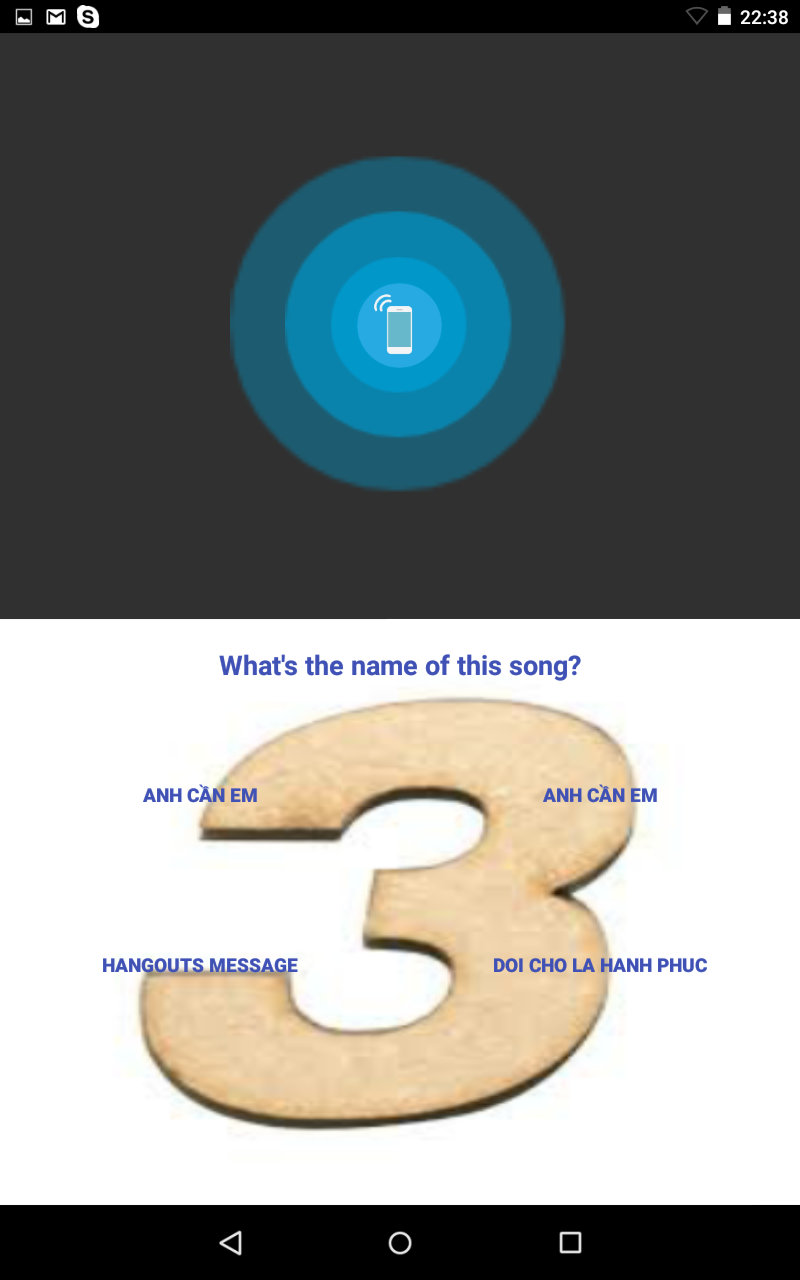 22:38
What's the name of this song?
ANH CẦN EM
ANH CẦN EM
HANGOUTS MESSAGE
DOI CHO LA HANH PHUC
3